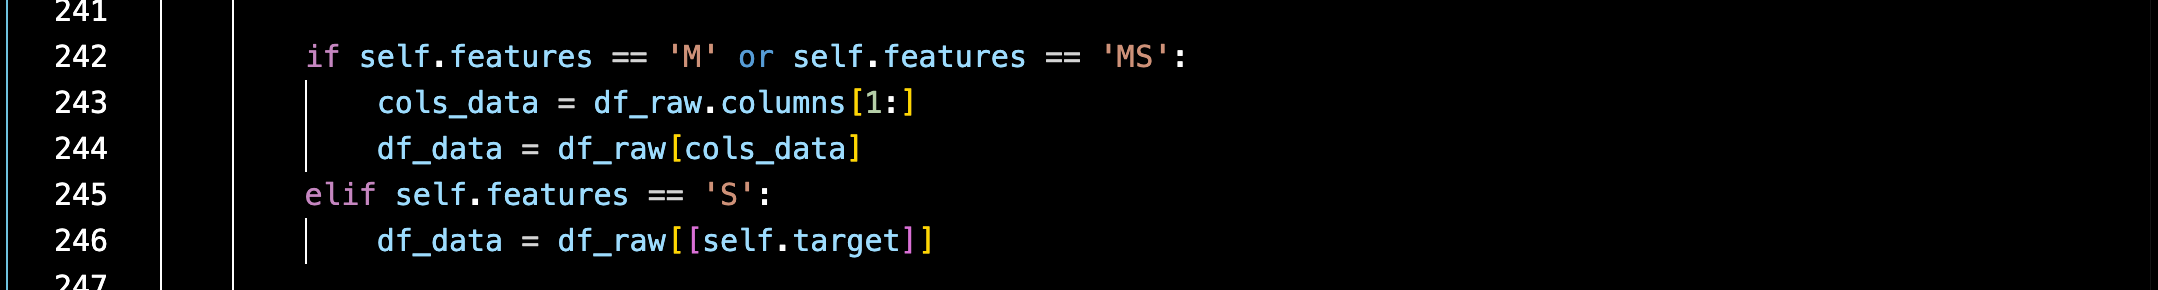 241
242 if self.features == 'M' or self.features == 'MS':
243 cols_data = df_raw.columns[1:]
244 df_data = df_raw[cols_data]
245 elif self.features == 'S':
246 df_data = df_raw[[self.target]]
247